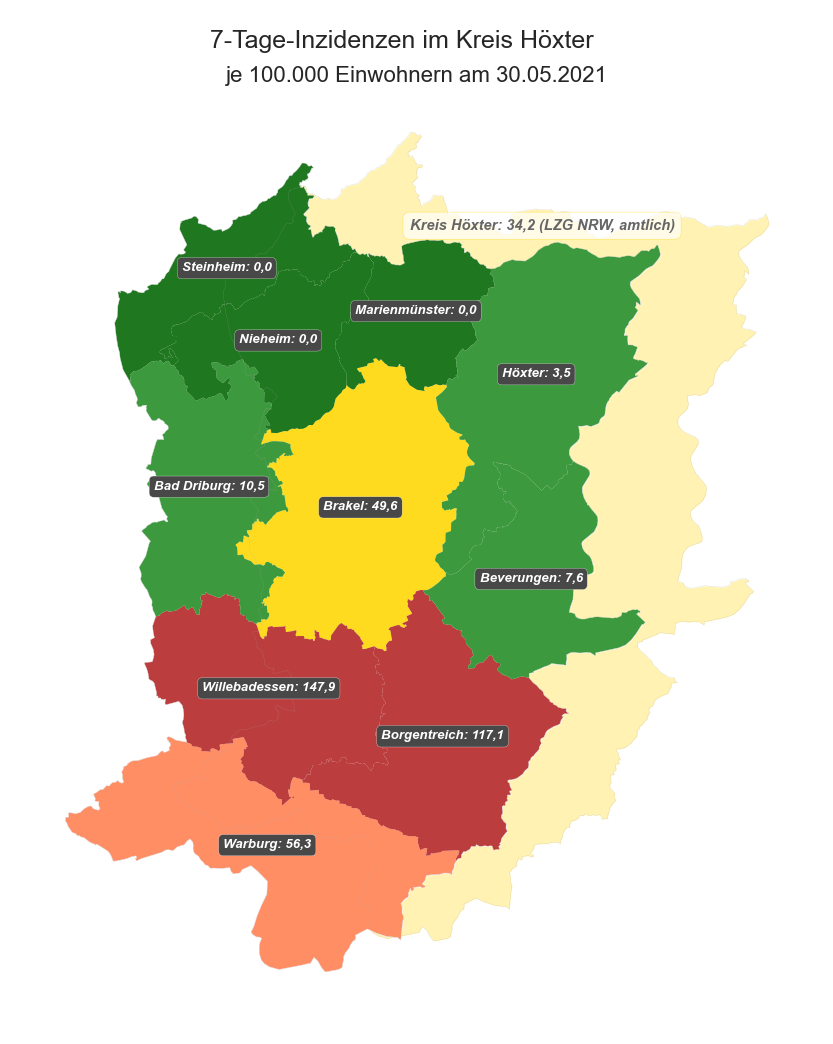 7-Tage-Inzidenzen im Kreis Höxter
je 100.000 Einwohnern am 30.05.2021
Kreis Höxter: 34,2 (LZG NRW, amtlich)
Steinheim: 0,0
Marienmünster: 0,0
Nieheim: 0,0
Höxter: 3,5
Bad Driburg: 10,5
Brakel: 49,6
Beverungen: 7,6
Willebadessen: 147,9
Borgentreich: 117,1
Warburg: 56,3